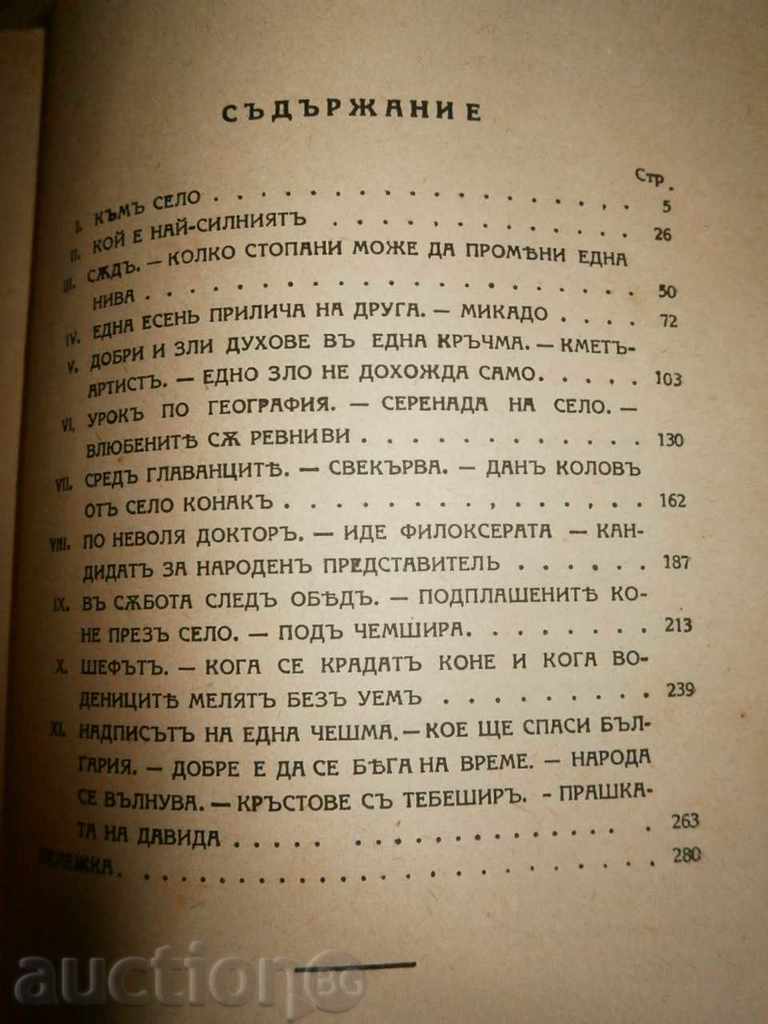 СЪДЪРЖАНИЕ
Стр.
I. КЪМЪ СЕЛО . . . . . . . . . . . . . . 5
II. КОЙ Е НАЙ-СИЛНИЯТЪ . . . . . . . . . . 26
III. СѪДЪ. — КОЛКО СТОПАНИ МОЖЕ ДА ПРОМѢНИ ЕДНА
НИВА . . . . . . . . . . . . . . . . 50
IV. ЕДНА ЕСЕНЬ ПРИЛИЧА НА ДРУГА. — МИКАДО . . . . 72
V. ДОБРИ И ЗЛИ ДУХОВЕ ВЪ ЕДНА КРЪЧМА. — КМЕТЪ-
АРТИСТЪ. — ЕДНО ЗЛО НЕ ДОХОЖДА САМО. . . . . 103
VI. УРОКЪ ПО ГЕОГРАФИЯ. — СЕРЕНАДА НА СЕЛО. —
ВЛЮБЕНИТѢ СѪ РЕВНИВИ . . . . . . . . . . 130
VII. СРЕДЪ ГЛАВАНЦИТѢ. — СВЕКЪРВА. — ДАНЪ КОЛОВЪ
ОТЪ СЕЛО КОНАКЪ . . . . . . . . . . . . 162
VIII. ПО НЕВОЛЯ ДОКТОРЪ. — ИДЕ ФИЛОКСЕРАТА — КАН-
ДИДАТЪ ЗА НАРОДЕНЪ ПРЕДСТАВИТЕЛЬ . . . . . . 187
IX. ВЪ СѪБОТА СЛЕДЪ ОБѢДЪ. — ПОДПЛАШЕНИТѢ КО-
НЕ ПРЕЗЪ СЕЛО. — ПОДЪ ЧЕМШИРА. . . . . . . . 213
X. ШЕФЪТЪ. — КОГА СЕ КРАДАТЪ КОНЕ И КОГА ВО-
ДЕНИЦИТѢ МЕЛЯТЪ БЕЗЪ УЕМЪ . . . . . . . . 239
XI. НАДПИСЪТЪ НА ЕДНА ЧЕШМА. — КОЕ ЩЕ СПАСИ БЪЛ-
ГАРИЯ. — ДОБРЕ Е ДА СЕ БѢГА НА ВРЕМЕ. — НАРОДА
СЕ ВЪЛНУВА. — КРЪСТОВЕ СЪ ТЕБЕШИРЪ. - ПРАШКА-
ТА НА ДАВИДА . . . . . . . . . . . . . . 263
БЕЛЕЖКА. . . . . . . . . . . . . . . . . 280
auction BG